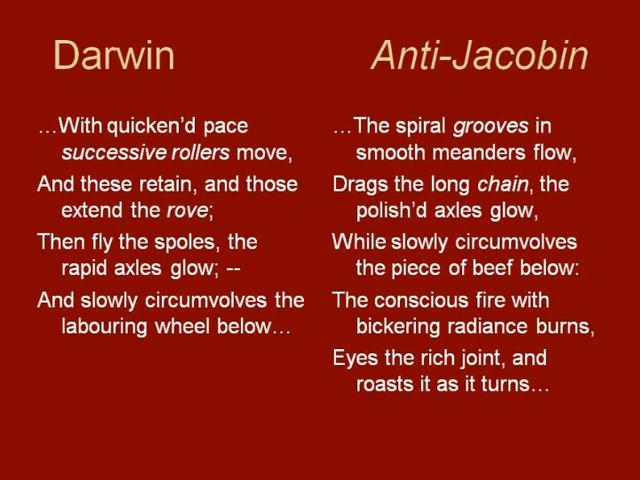 Darwin
…With quicken’d pace
successive rollers move,
And these retain, and those
extend the rove;
Then fly the spoles, the
rapid axles glow; --
And slowly circumvolves the
labouring wheel below…
Anti-Jacobin
…The spiral grooves in
smooth meanders flow,
Drags the long chain, the
polish’d axles glow,
While slowly circumvolves
the piece of beef below:
The conscious fire with
bickering radiance burns,
Eyes the rich joint, and
roasts it as it turns…